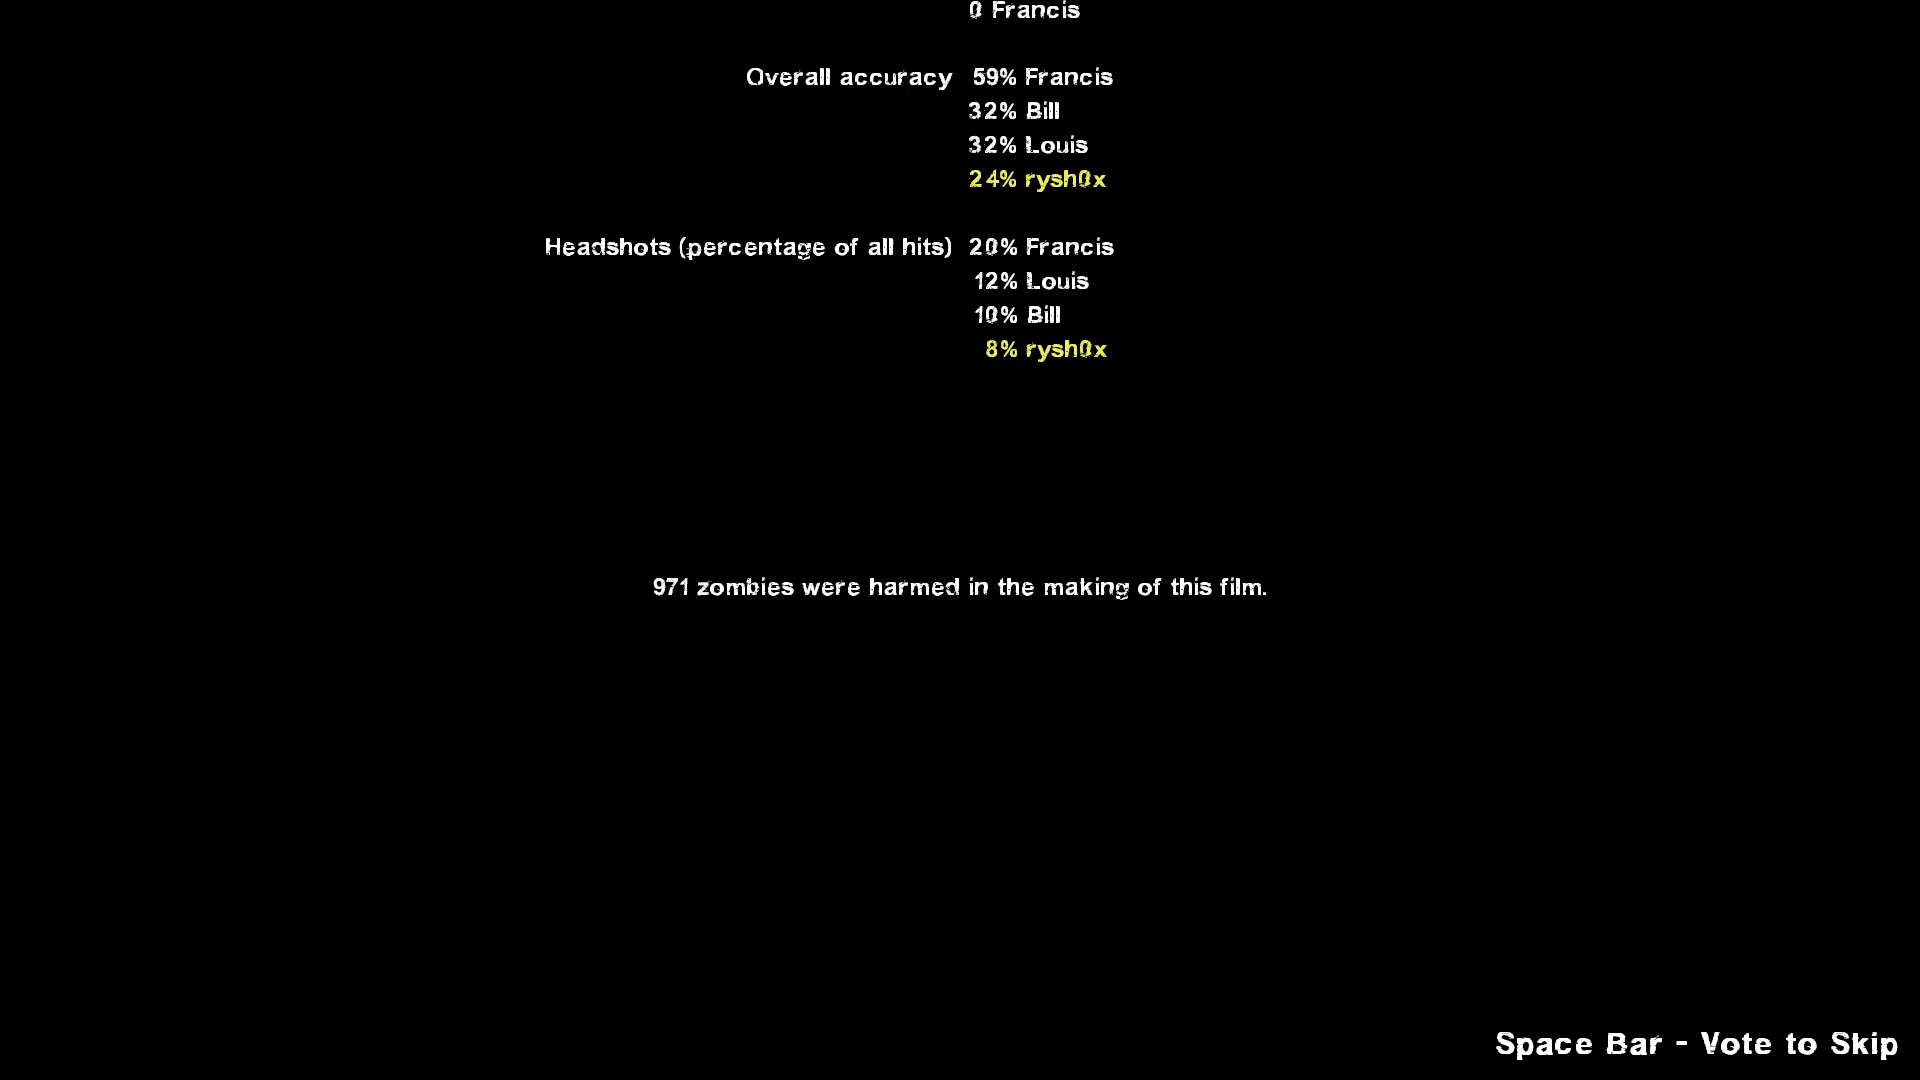 0 Francis
Overall accuracy 59% Francis
32% Bill
32% Louis
24% rysh0x
Headshots (percentage of all hits) 20% Francis
12% Louis
10% Bill
8% rysh0x
971 zombies were harmed in the making of this film.
Space Bar - Vote to Skip